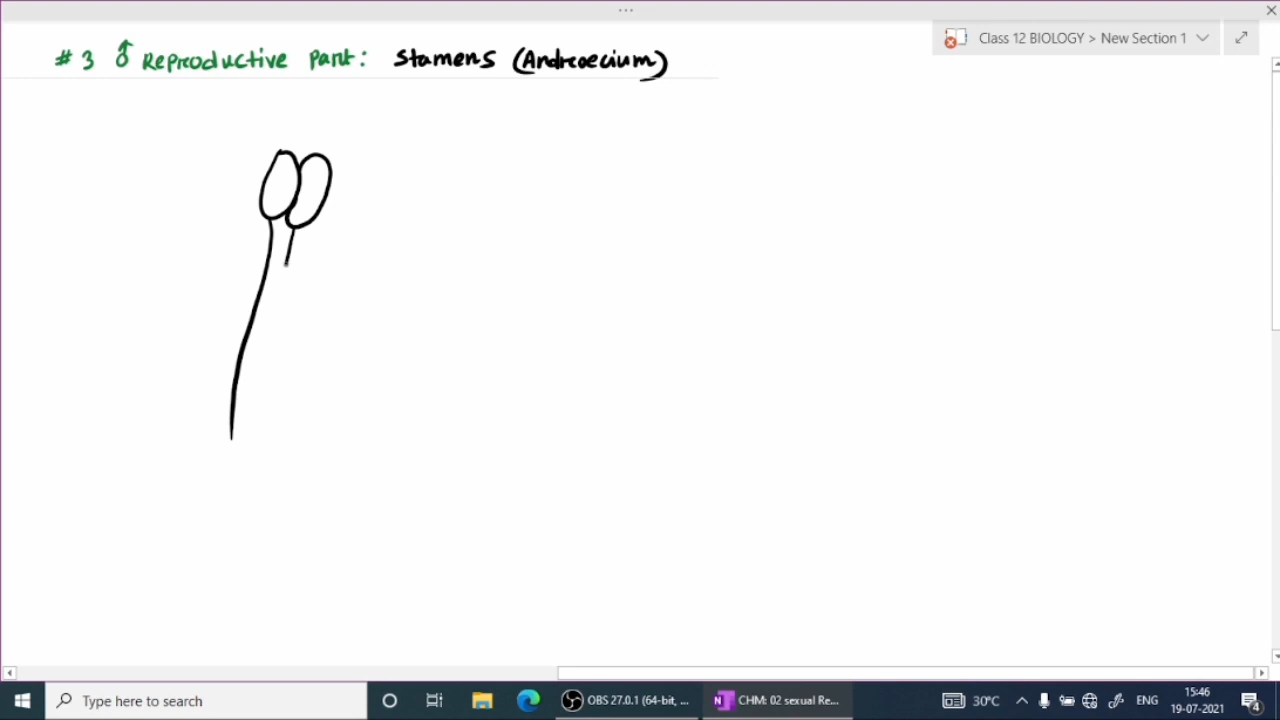 Class 12 BIOLOGY > New Section 1
# 3 ♂ Reproductive part: Stamens (Androecium)
Type here to search
OBS 27.0.1 (64-bit, ...
CHM: 02 sexual Re...
30°C
ENG
15:46
19-07-2021
4